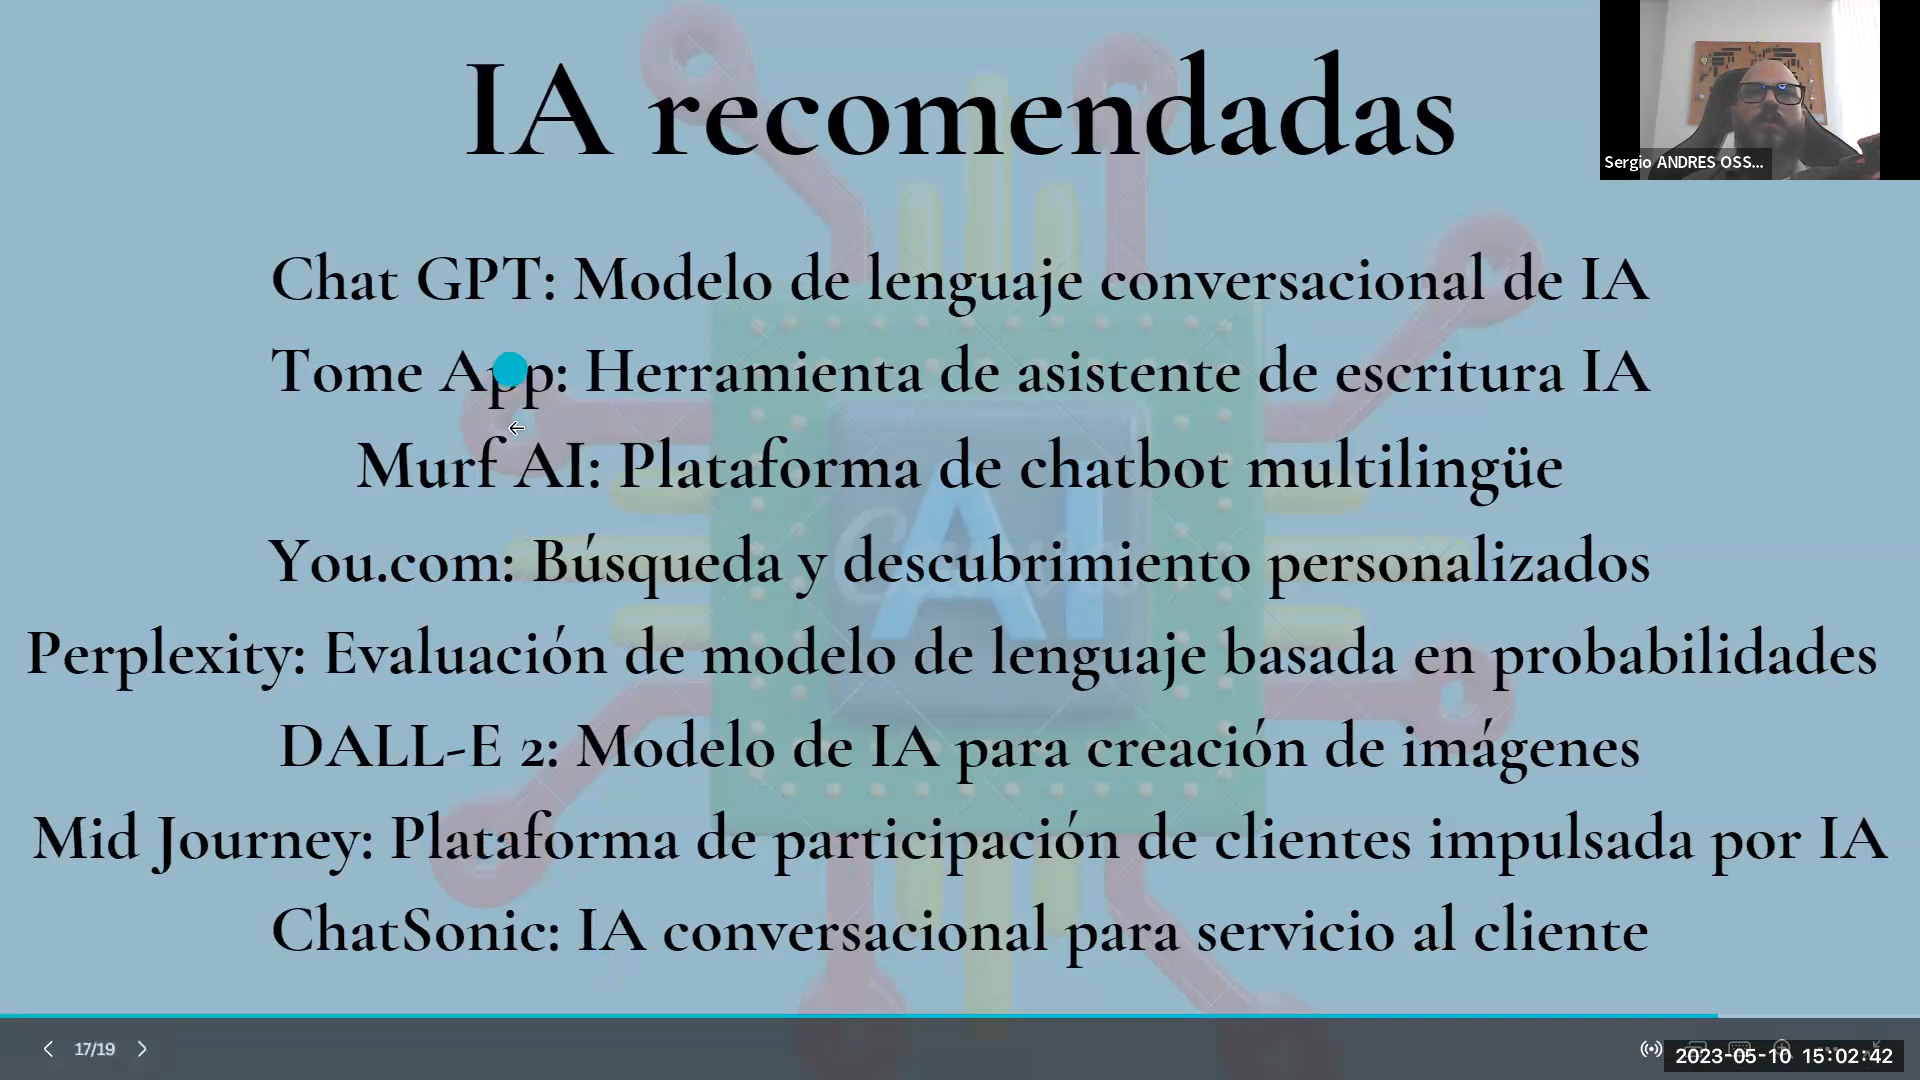 IA recomendadas
Sergio ANDRES OSS...
Chat GPT: Modelo de lenguaje conversacional de IA
Tome App: Herramienta de asistente de escritura IA
Murf AI: Plataforma de chatbot multilingüe
You.com: Búsqueda y descubrimiento personalizados
Perplexity: Evaluación de modelo de lenguaje basada en probabilidades
DALL-E 2: Modelo de IA para creación de imágenes
Mid Journey: Plataforma de participación de clientes impulsada por IA
ChatSonic: IA conversacional para servicio al cliente
AI
Canva
17/19
2023-05-10 15:02:42